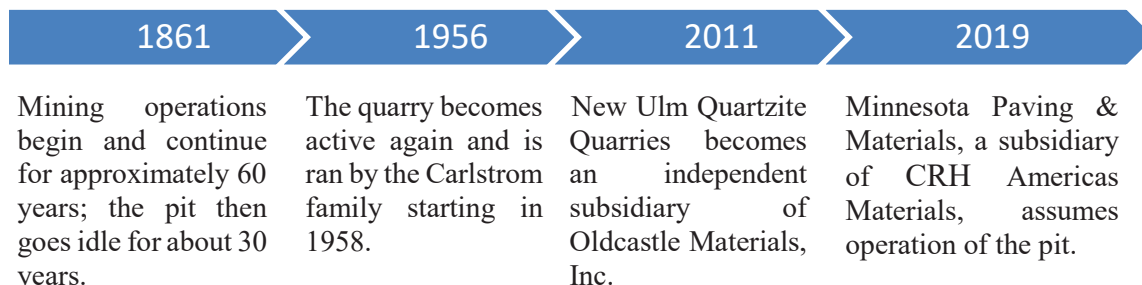 1861
1956
2011
2019
Mining operations
begin and continue
for approximately 60
years; the pit then
goes idle for about 30
years.
The quarry becomes
active again and is
ran by the Carlstrom
family starting in
1958.
New Ulm Quartzite
Quarries becomes
an independent
subsidiary of
Oldcastle Materials,
Inc.
Minnesota Paving &
Materials, a subsidiary
of CRH Americas
Materials, assumes
operation of the pit.